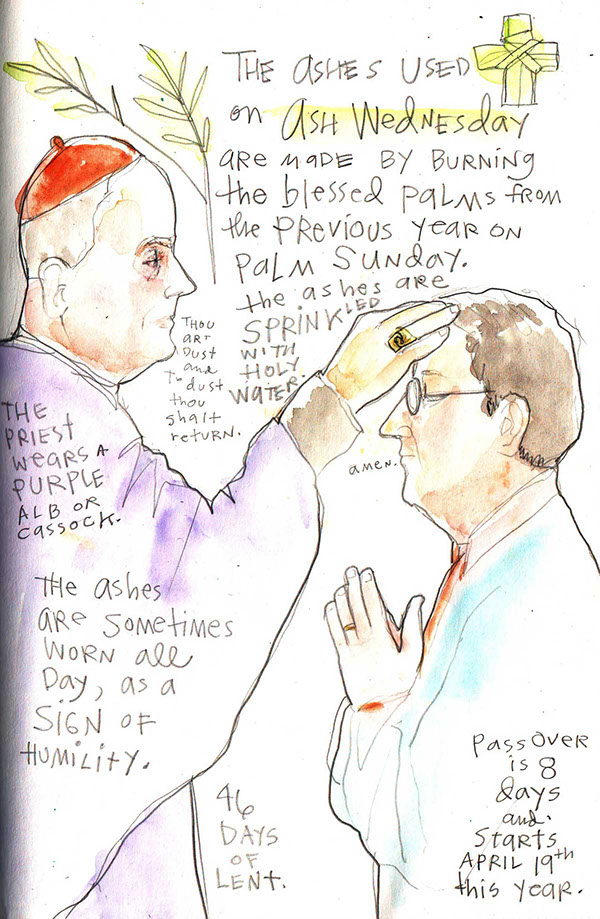 THE ASHES USED
on ASH WEDNESday
ARE MADE BY BURNING
the blessed PALMS FROM
the PREVIOUS YEAR ON
PALM SUNDAY.
the ashes are
SPRINKLED
WITH
HOLY
WATER.
THOU
ART
DUST
and
To dust
thou
shalt
return.
amen.
THE
PRIEST
WEARS A
PURPLE
ALB OR
CASSOCK.
The ashes
ARE SOMETIMES
WORN all
Day, as a
SIGN OF
HUMILITY.
46
DAYS
OF
LENT.
PASSOVER
is 8
days
and
STARTS
APRIL 19th
this YEAR.